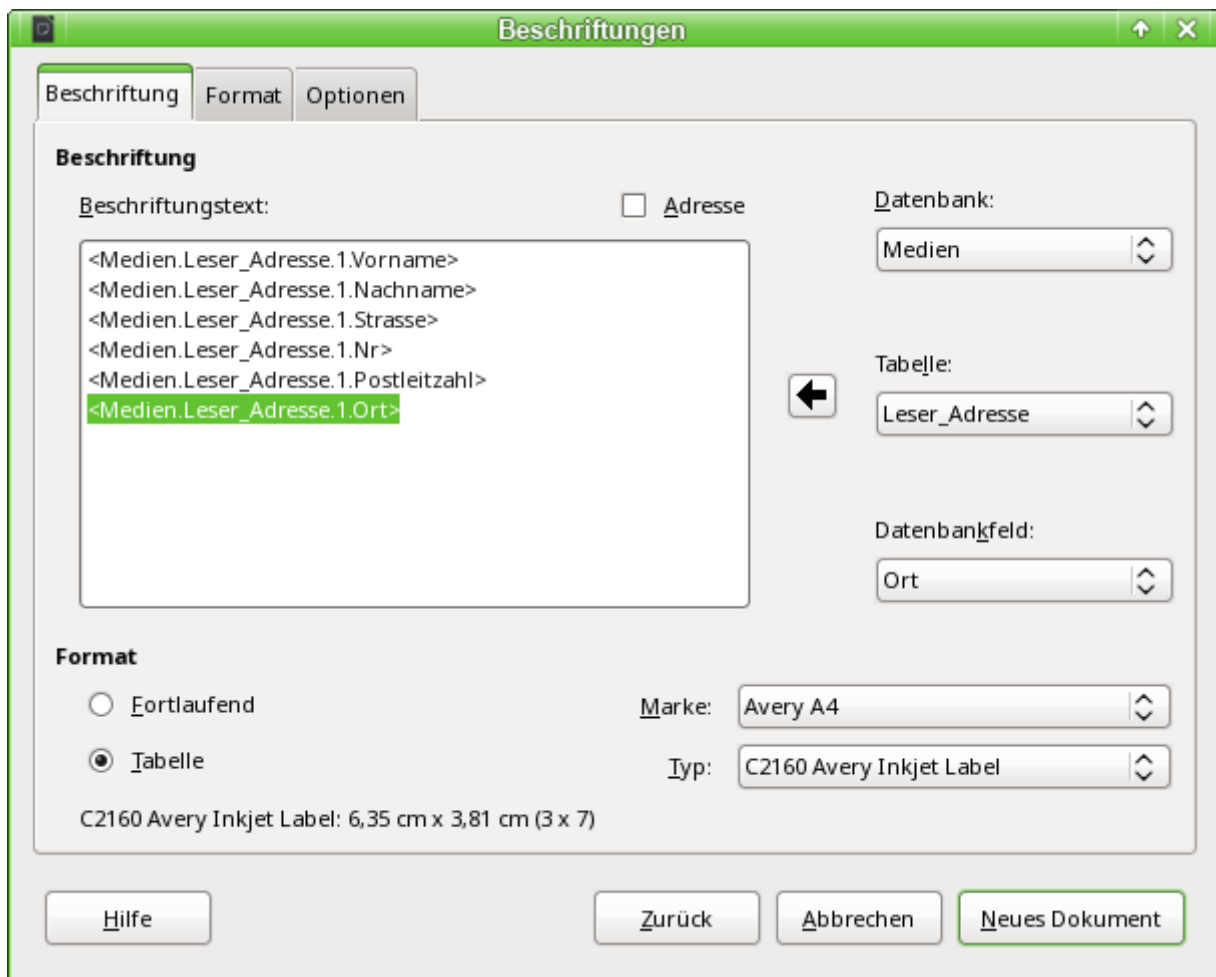 Beschriftungen
Beschriftung Format Optionen
Beschriftung
Beschriftungstext:
Adresse
<Medien.Leser_Adresse.1.Vorname>
<Medien.Leser_Adresse.1.Nachname>
<Medien.Leser_Adresse.1.Strasse>
<Medien.Leser_Adresse.1.Nr>
<Medien.Leser_Adresse.1.Postleitzahl>
<Medien.Leser_Adresse.1.Ort>
Datenbank:
Medien
Tabelle:
Leser_Adresse
Datenbankfeld:
Ort
Format
Fortlaufend
Tabelle
Marke: Avery A4
Typ: C2160 Avery Inkjet Label
C2160 Avery Inkjet Label: 6,35 cm x 3,81 cm (3 x 7)
Hilfe Zurück Abbrechen Neues Dokument